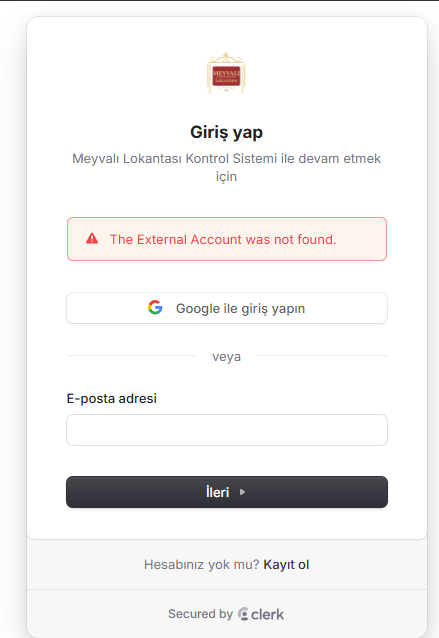 MEYVALI
Giriş yap
Meyvalı Lokantası Kontrol Sistemi ile devam etmek
için
The External Account was not found.
Google ile giriş yapın
veya
E-posta adresi
İleri
Hesabınız yok mu? Kayıt ol
Secured by clerk